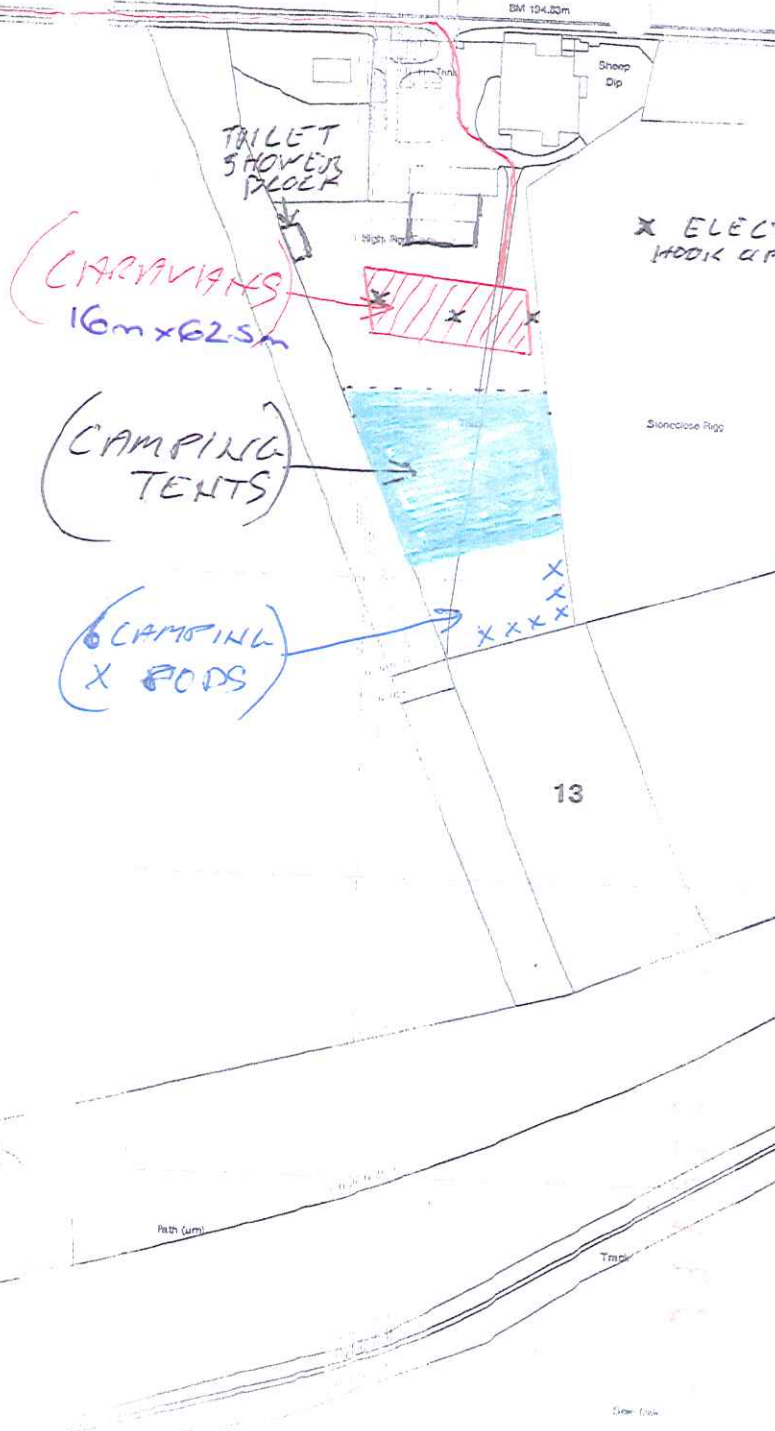 BM 194.83m
Sheep
Dip
TOILET
SHOWER
BLOCK
X ELEC
HOOK UP
(CARAVANS)
16m x 62.5m
Stoneclose Rigg
(CAMPING
TENTS)
(6 CAMPING
X PODS)
X
X
X X X X
13
Path (um)
Track